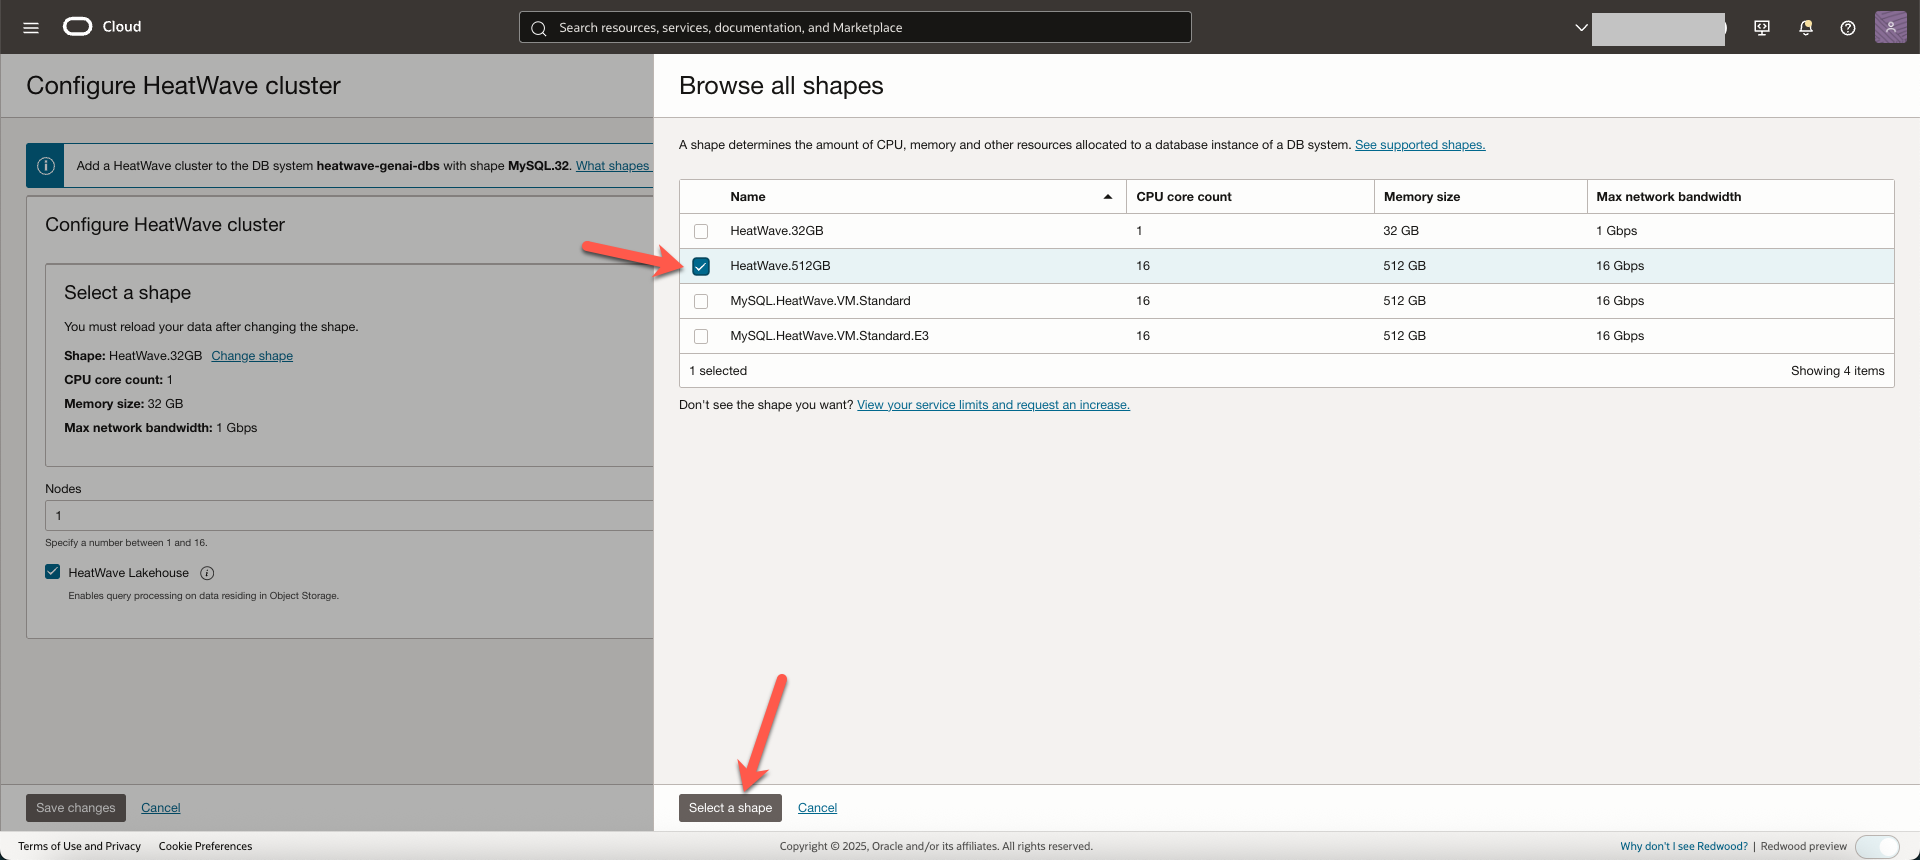 Cloud
Search resources, services, documentation, and Marketplace
Configure HeatWave cluster
Add a HeatWave cluster to the DB system heatwave-genai-dbs with shape MySQL.32. What shapes
Configure HeatWave cluster
Select a shape
You must reload your data after changing the shape.
Shape: HeatWave.32GB Change shape
CPU core count: 1
Memory size: 32 GB
Max network bandwidth: 1 Gbps
Nodes
1
Specify a number between 1 and 16.
HeatWave Lakehouse
Enables query processing on data residing in Object Storage.
Save changes Cancel
Browse all shapes
A shape determines the amount of CPU, memory and other resources allocated to a database instance of a DB system. See supported shapes.
Name CPU core count Memory size Max network bandwidth
HeatWave.32GB 1 32 GB 1 Gbps
HeatWave.512GB 16 512 GB 16 Gbps
MySQL.HeatWave.VM.Standard 16 512 GB 16 Gbps
MySQL.HeatWave.VM.Standard.E3 16 512 GB 16 Gbps
1 selected Showing 4 items
Don't see the shape you want? View your service limits and request an increase.
Select a shape Cancel
Terms of Use and Privacy Cookie Preferences Copyright © 2025, Oracle and/or its affiliates. All rights reserved. Why don't I see Redwood? | Redwood preview